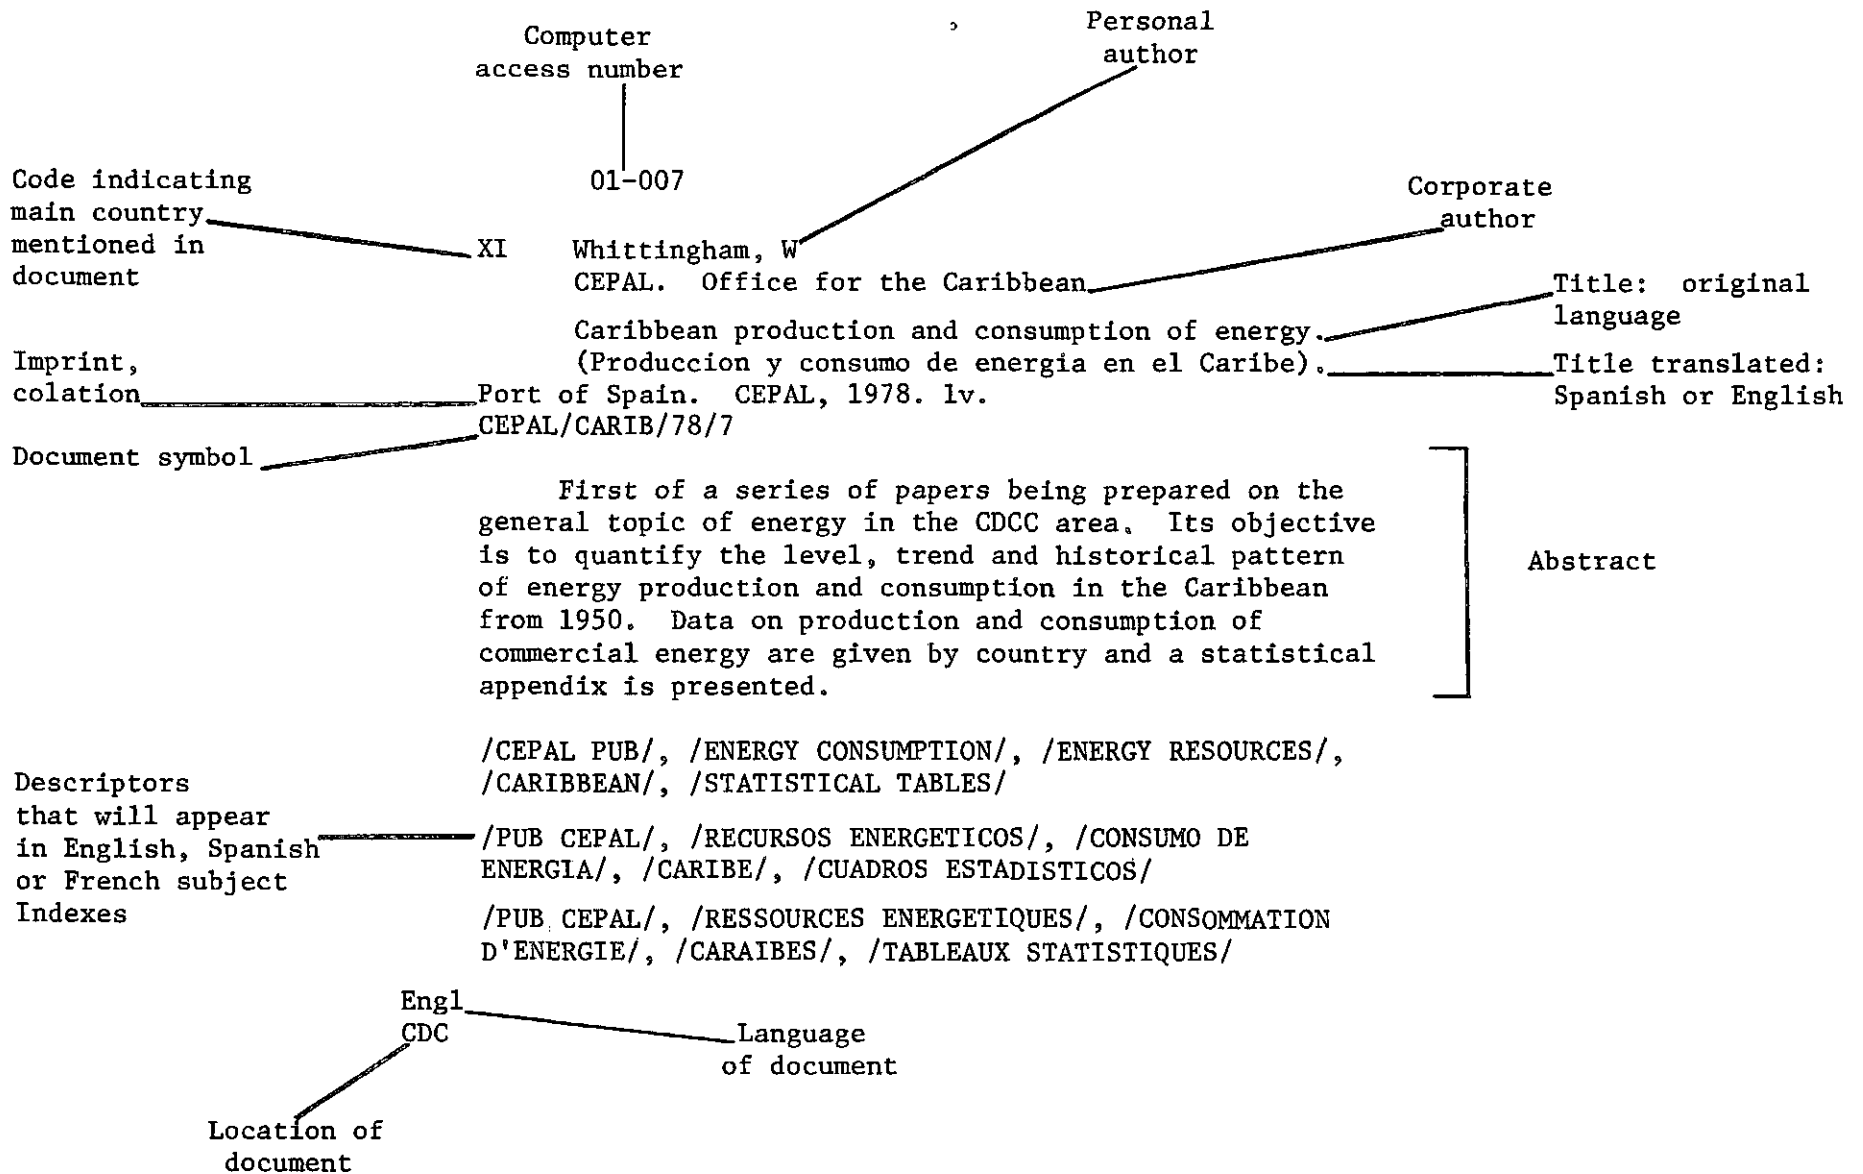 Computer
access number
Personal
author
Code indicating
main country
mentioned in
document
01-007
Corporate
author
XI Whittingham, W
CEPAL. Office for the Caribbean
Title: original
language
Caribbean production and consumption of energy.
(Produccion y consumo de energia en el Caribe).
Title translated:
Spanish or English
Imprint,
colation
Port of Spain. CEPAL, 1978. 1v.
CEPAL/CARIB/78/7
Document symbol
First of a series of papers being prepared on the
general topic of energy in the CDCC area. Its objective
is to quantify the level, trend and historical pattern
of energy production and consumption in the Caribbean
from 1950. Data on production and consumption of
commercial energy are given by country and a statistical
appendix is presented.
Abstract
/CEPAL PUB/, /ENERGY CONSUMPTION/, /ENERGY RESOURCES/,
/CARIBBEAN/, /STATISTICAL TABLES/
Descriptors
that will appear
in English, Spanish
or French subject
Indexes
/PUB CEPAL/, /RECURSOS ENERGETICOS/, /CONSUMO DE
ENERGIA/, /CARIBE/, /CUADROS ESTADISTICOS/
/PUB CEPAL/, /RESSOURCES ENERGETIQUES/, /CONSOMMATION
D'ENERGIE/, /CARAIBES/, /TABLEAUX STATISTIQUES/
Engl
CDC
Language
of document
Location of
document